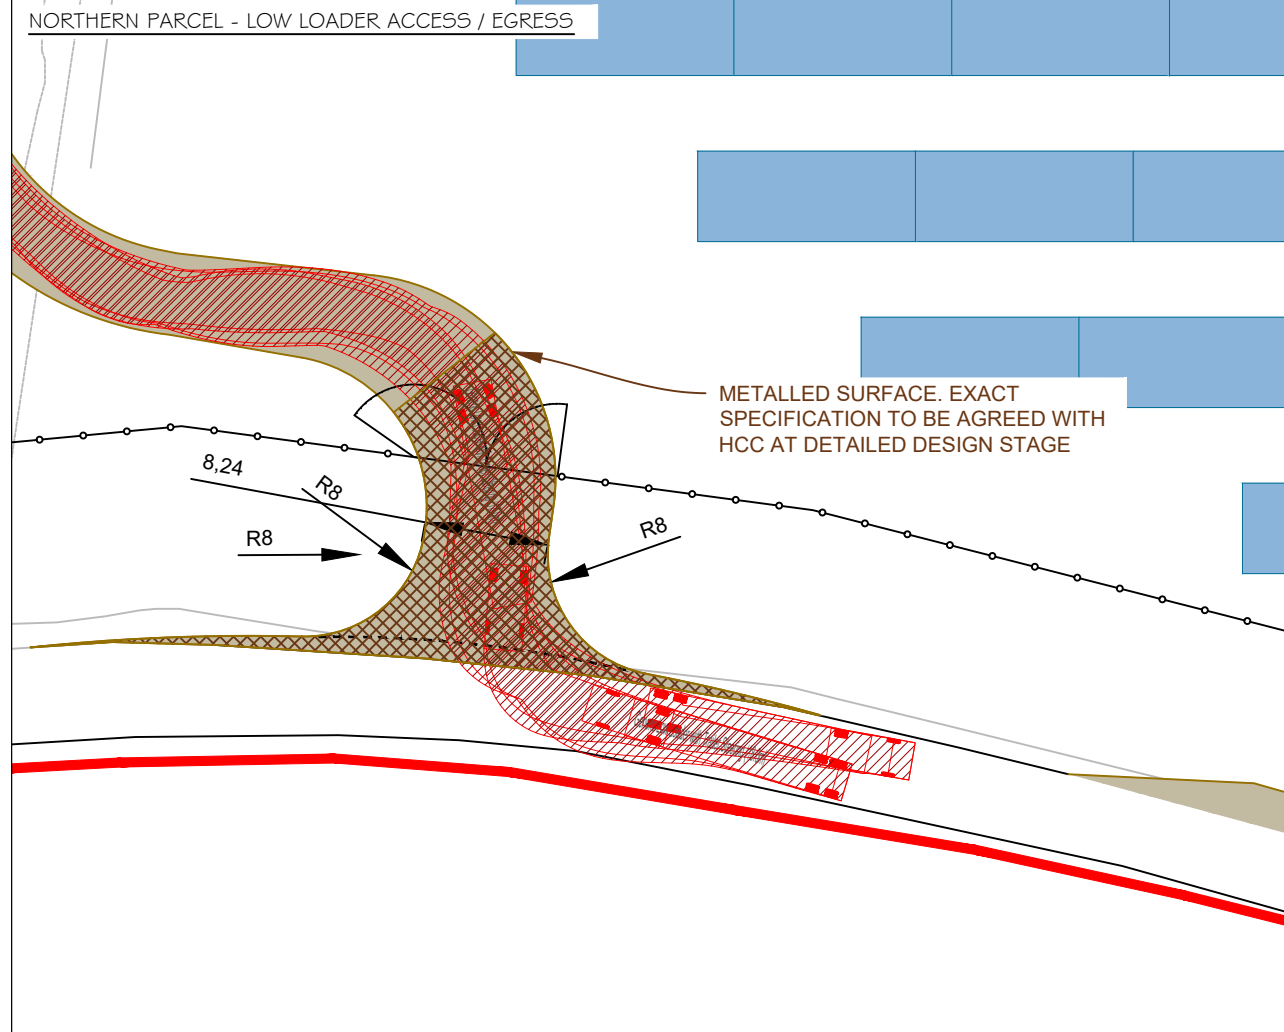 NORTHERN PARCEL - LOW LOADER ACCESS / EGRESS
METALLED SURFACE. EXACT
SPECIFICATION TO BE AGREED WITH
HCC AT DETAILED DESIGN STAGE
8,24
R8
R8
R8